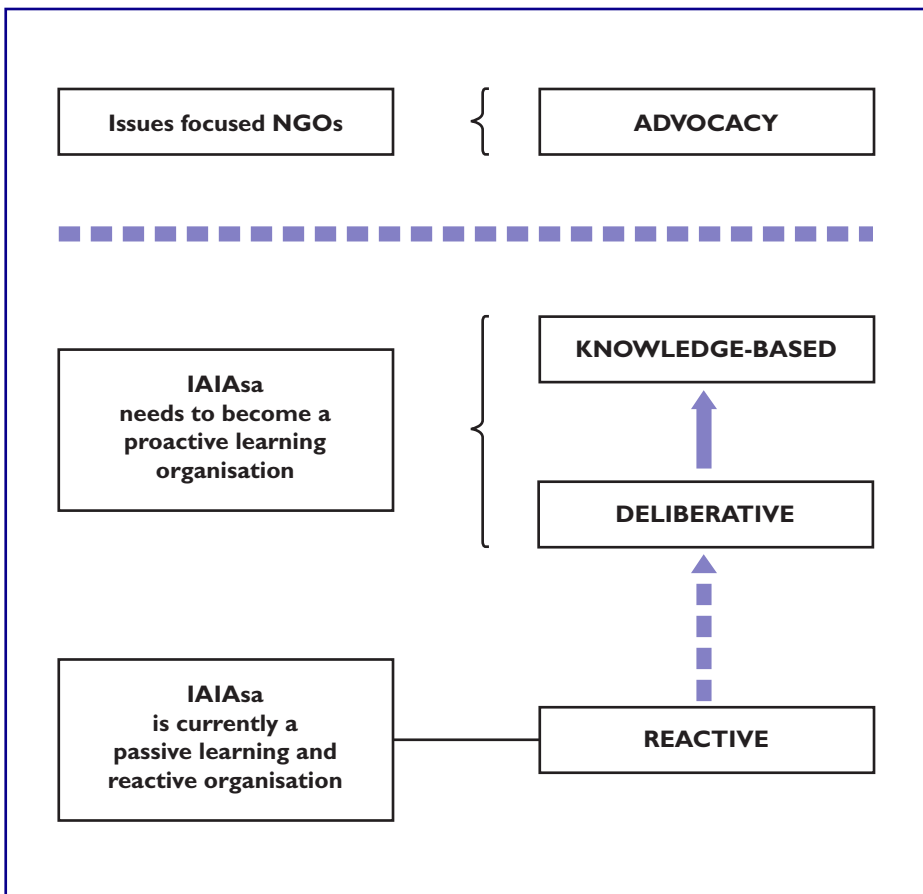 Issues focused NGOs
ADVOCACY
IAIAsa
needs to become a
proactive learning
organisation
KNOWLEDGE-BASED
DELIBERATIVE
IAIAsa
is currently a
passive learning and
reactive organisation
REACTIVE